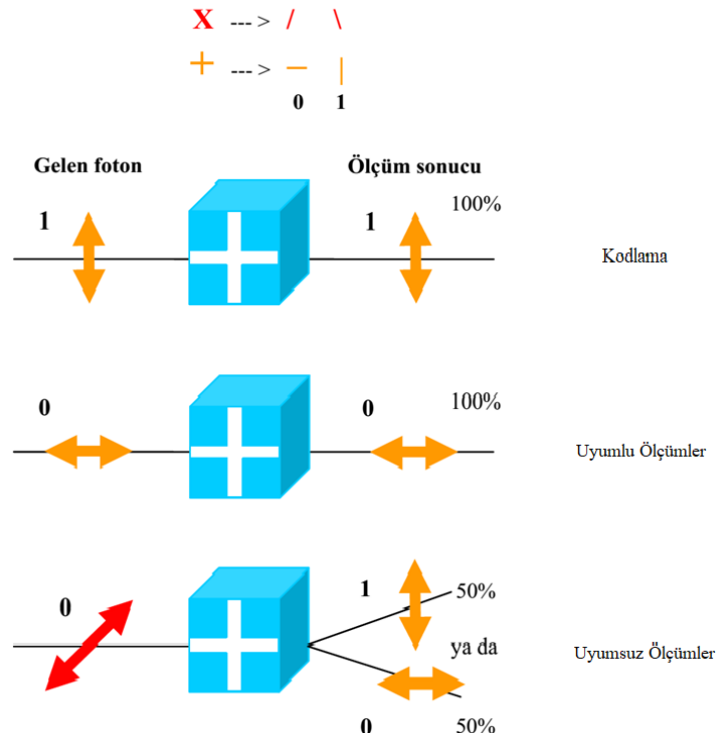 X --- > / \
+ --- > — |
0 1
Gelen foton Ölçüm sonucu
1 1 100%
Kodlama
0 0 100%
Uyumlu Ölçümler
0 1 50%
ya da
Uyumsuz Ölçümler
0 50%